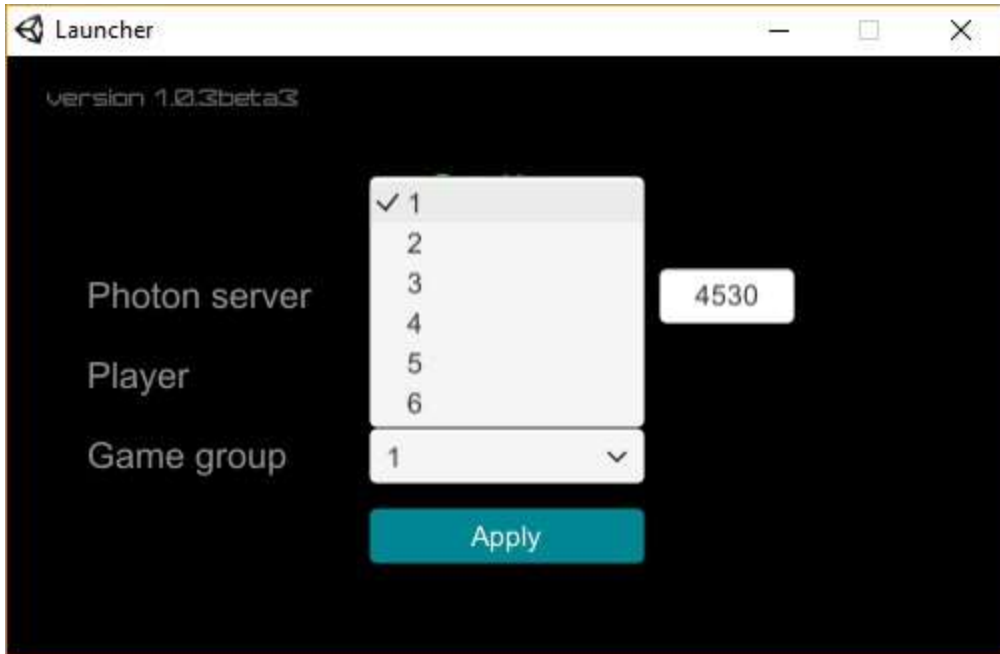 Launcher
version 1.0.3beta3
✓ 1
2
3
4
5
6
Photon server
4530
Player
Game group
1
Apply